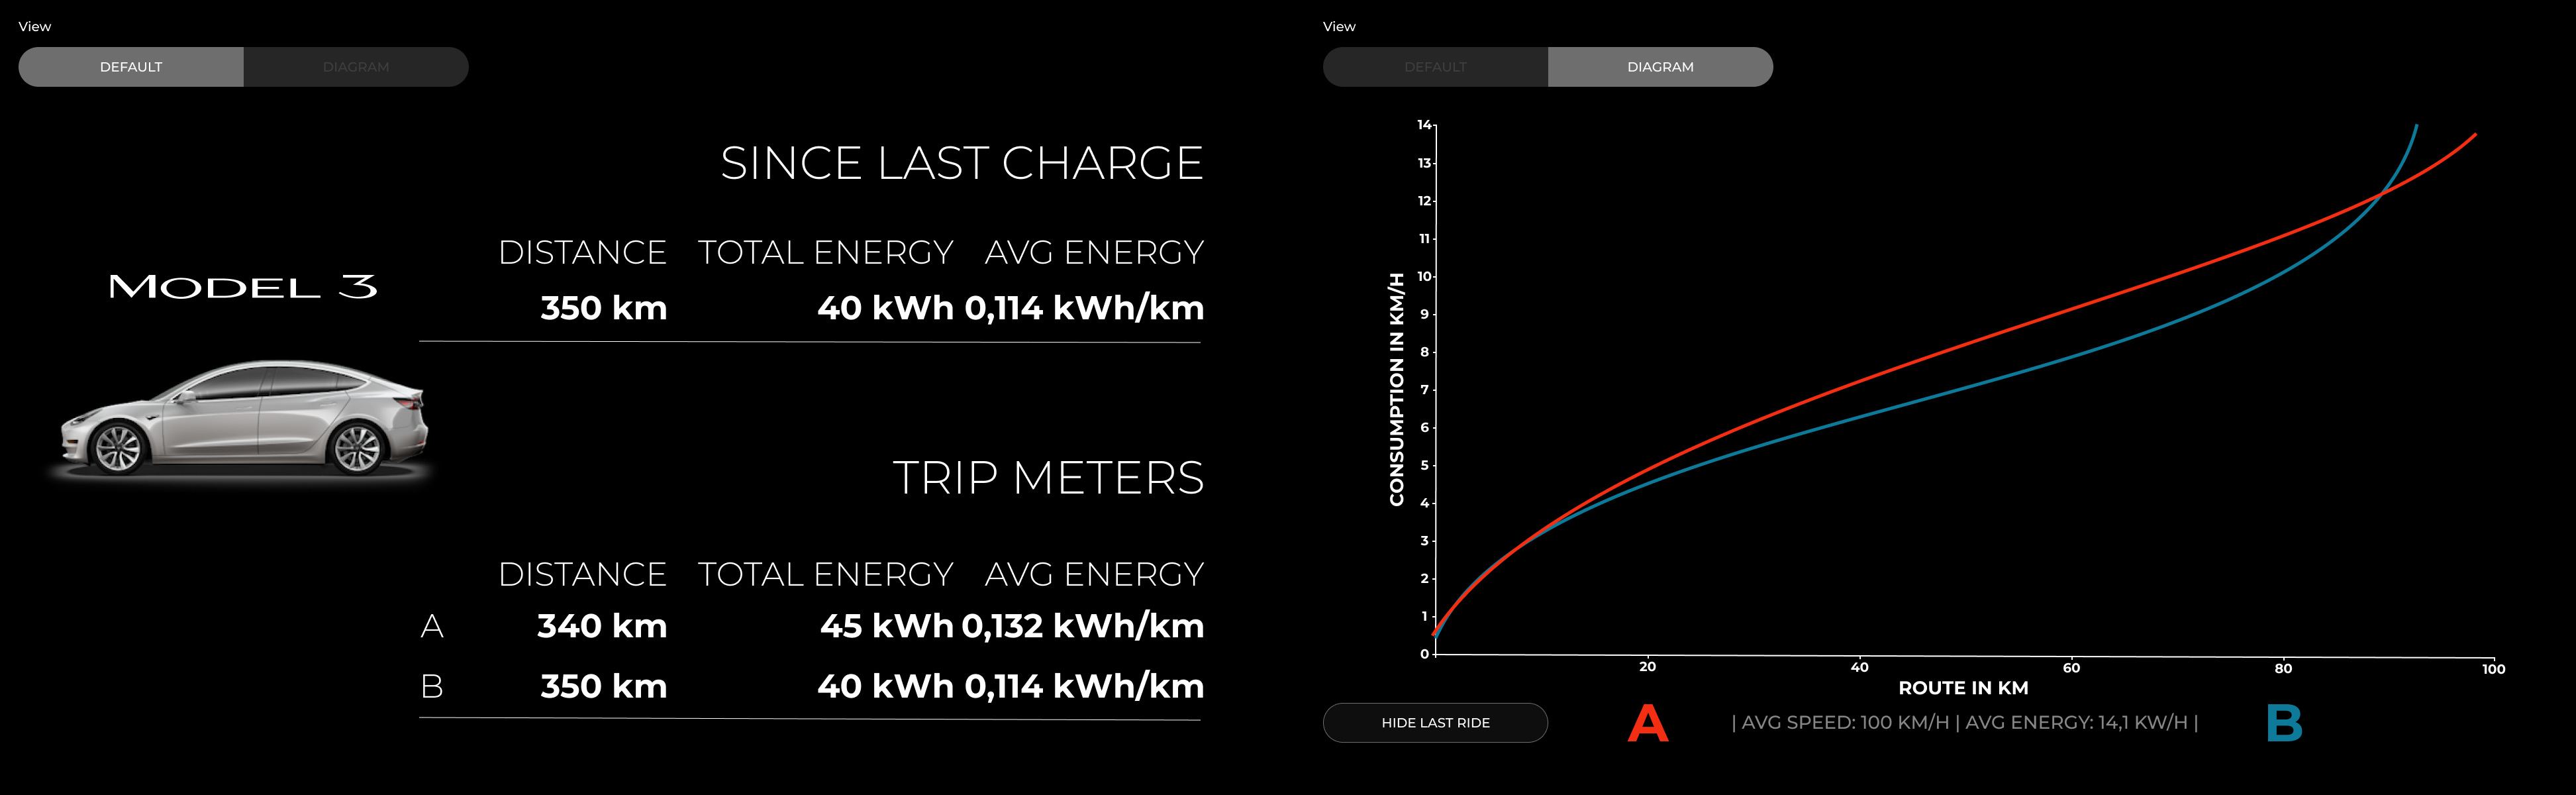 View
DEFAULT DIAGRAM
SINCE LAST CHARGE
DISTANCE TOTAL ENERGY AVG ENERGY
MODEL 3
350 km 40 kWh 0,114 kWh/km
TRIP METERS
DISTANCE TOTAL ENERGY AVG ENERGY
A 340 km 45 kWh 0,132 kWh/km
B 350 km 40 kWh 0,114 kWh/km
View
DEFAULT DIAGRAM
14
13
12
11
10
9
8
7
6
5
4
3
2
1
0
CONSUMPTION IN KM/H
20 40 60 80 100
ROUTE IN KM
HIDE LAST RIDE A | AVG SPEED: 100 KM/H | AVG ENERGY: 14,1 KW/H | B